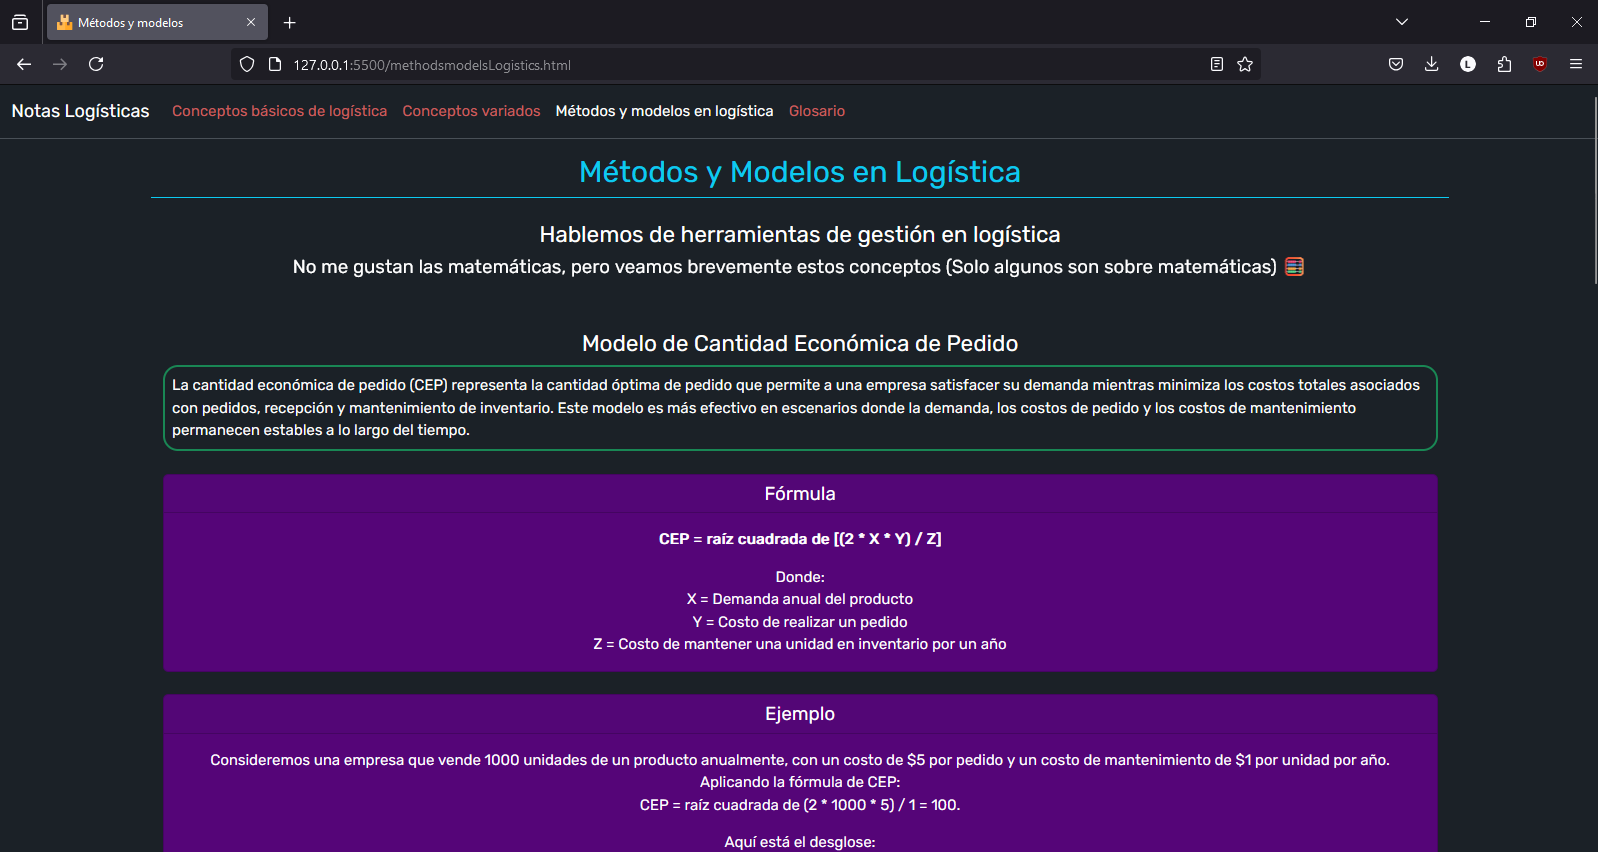 Métodos y modelos
127.0.0.1:5500/methodsmodelsLogistics.html
L
UO
Notas Logísticas Conceptos básicos de logística Conceptos variados Métodos y modelos en logística Glosario
Métodos y Modelos en Logística
Hablemos de herramientas de gestión en logística
No me gustan las matemáticas, pero veamos brevemente estos conceptos (Solo algunos son sobre matemáticas) 🧮
Modelo de Cantidad Económica de Pedido
La cantidad económica de pedido (CEP) representa la cantidad óptima de pedido que permite a una empresa satisfacer su demanda mientras minimiza los costos totales asociados
con pedidos, recepción y mantenimiento de inventario. Este modelo es más efectivo en escenarios donde la demanda, los costos de pedido y los costos de mantenimiento
permanecen estables a lo largo del tiempo.
Fórmula
CEP = raíz cuadrada de [(2 * X * Y) / Z]
Donde:
X = Demanda anual del producto
Y = Costo de realizar un pedido
Z = Costo de mantener una unidad en inventario por un año
Ejemplo
Consideremos una empresa que vende 1000 unidades de un producto anualmente, con un costo de $5 por pedido y un costo de mantenimiento de $1 por unidad por año.
Aplicando la fórmula de CEP:
CEP = raíz cuadrada de (2 * 1000 * 5) / 1 = 100.
Aquí está el desglose: